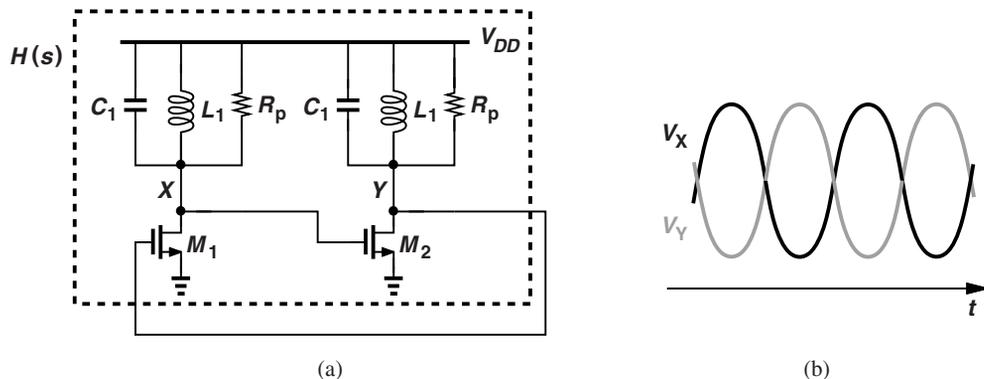 H(s)
V_DD
C_1 L_1 R_p C_1 L_1 R_p
X Y
M_1 M_2
V_X
V_Y
t
(a) (b)